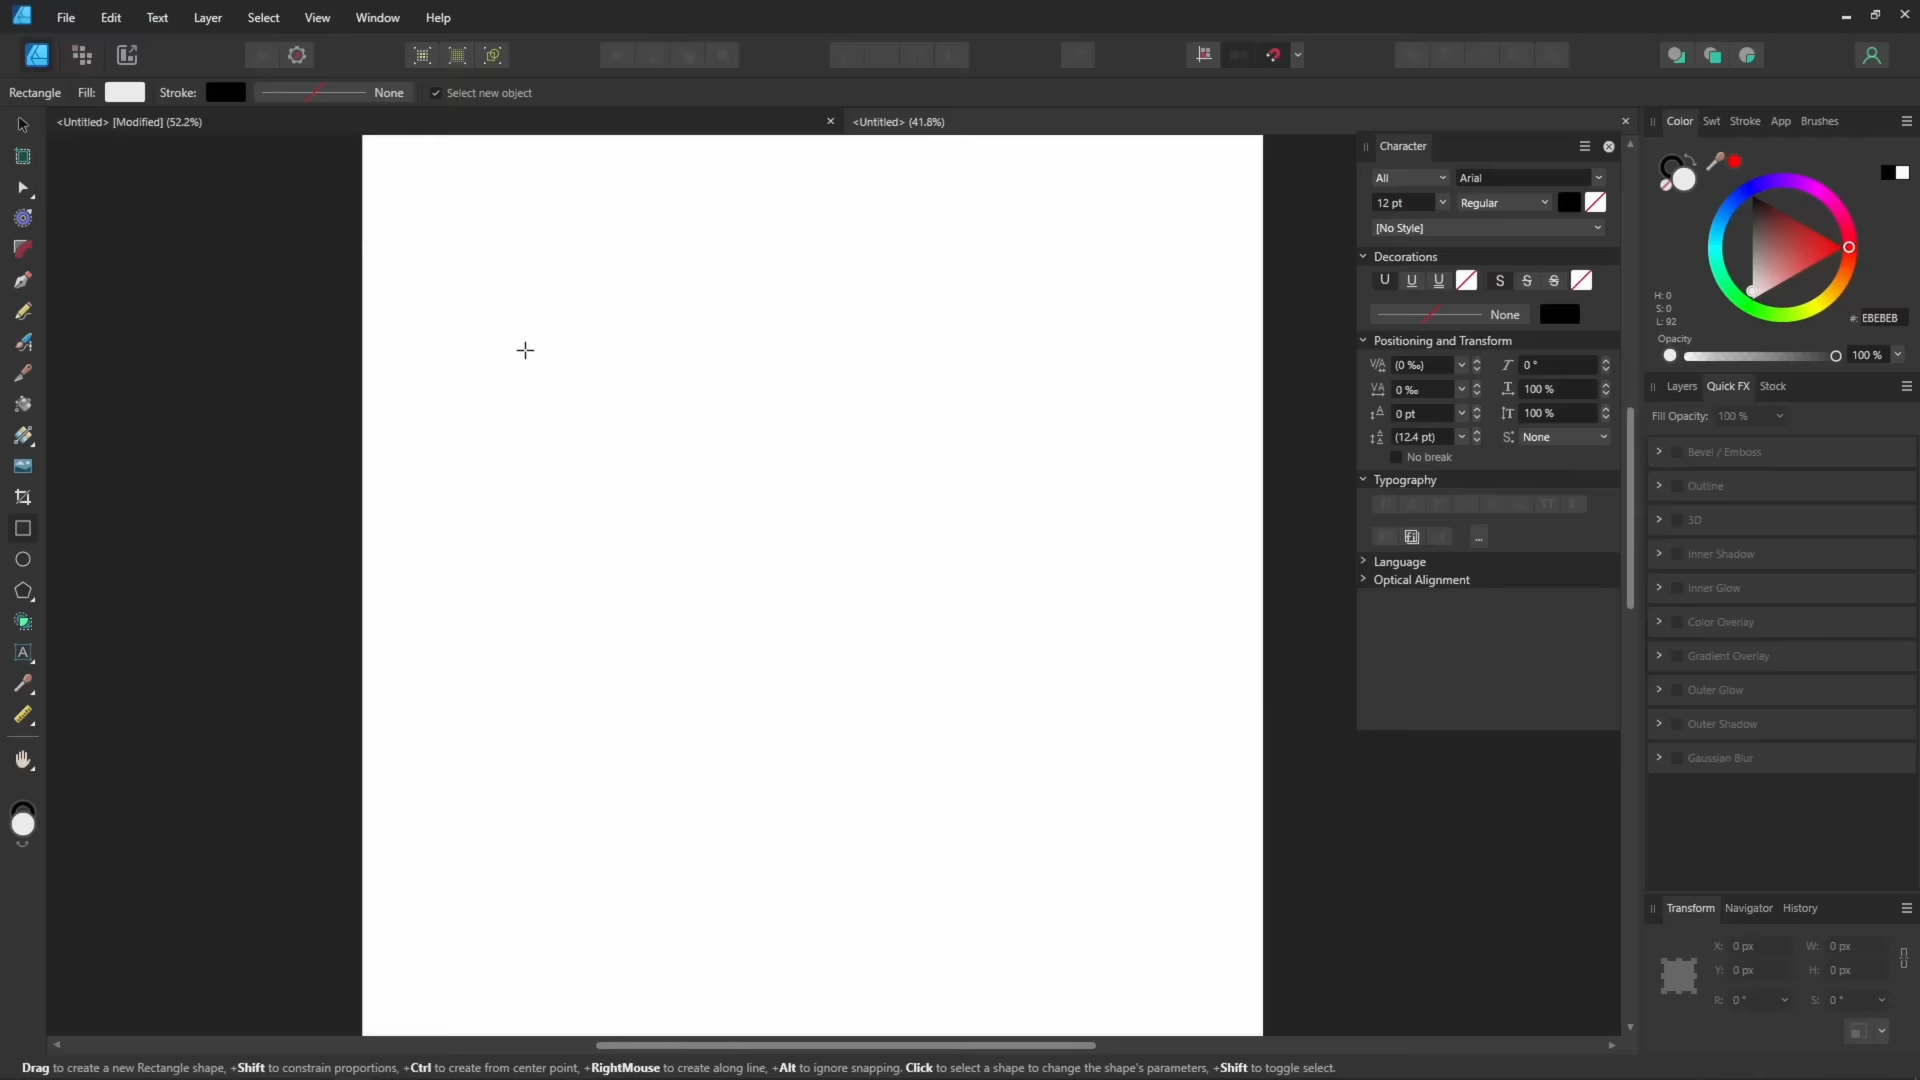 File Edit Text Layer Select View Window Help
Rectangle Fill: Stroke: None Select new object
<Untitled> [Modified] (52.2%)
<Untitled> (41.8%)
Character
All Arial
12 pt Regular
[No Style]
Decorations
U U U S S S
None
Positioning and Transform
(0 ‰) 0 °
0 ‰ 100 %
0 pt 100 %
(12.4 pt) None
No break
Typography
fi ...
Language
Optical Alignment
Color Swt Stroke App Brushes
H: 0
S: 0
L: 92
#: EBEBEB
Opacity
100 %
Layers Quick FX Stock
Fill Opacity: 100 %
Bevel / Emboss
Outline
3D
Inner Shadow
Inner Glow
Color Overlay
Gradient Overlay
Outer Glow
Outer Shadow
Gaussian Blur
Transform Navigator History
X: 0 px W: 0 px
Y: 0 px H: 0 px
R: 0 ° S: 0 °
Drag to create a new Rectangle shape, +Shift to constrain proportions, +Ctrl to create from center point, +RightMouse to create along line, +Alt to ignore snapping. Click to select a shape to change the shape's parameters, +Shift to toggle select.